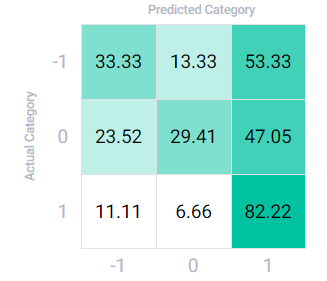 Predicted Category
Actual Category
-1 33.33 13.33 53.33
0 23.52 29.41 47.05
1 11.11 6.66 82.22
-1 0 1